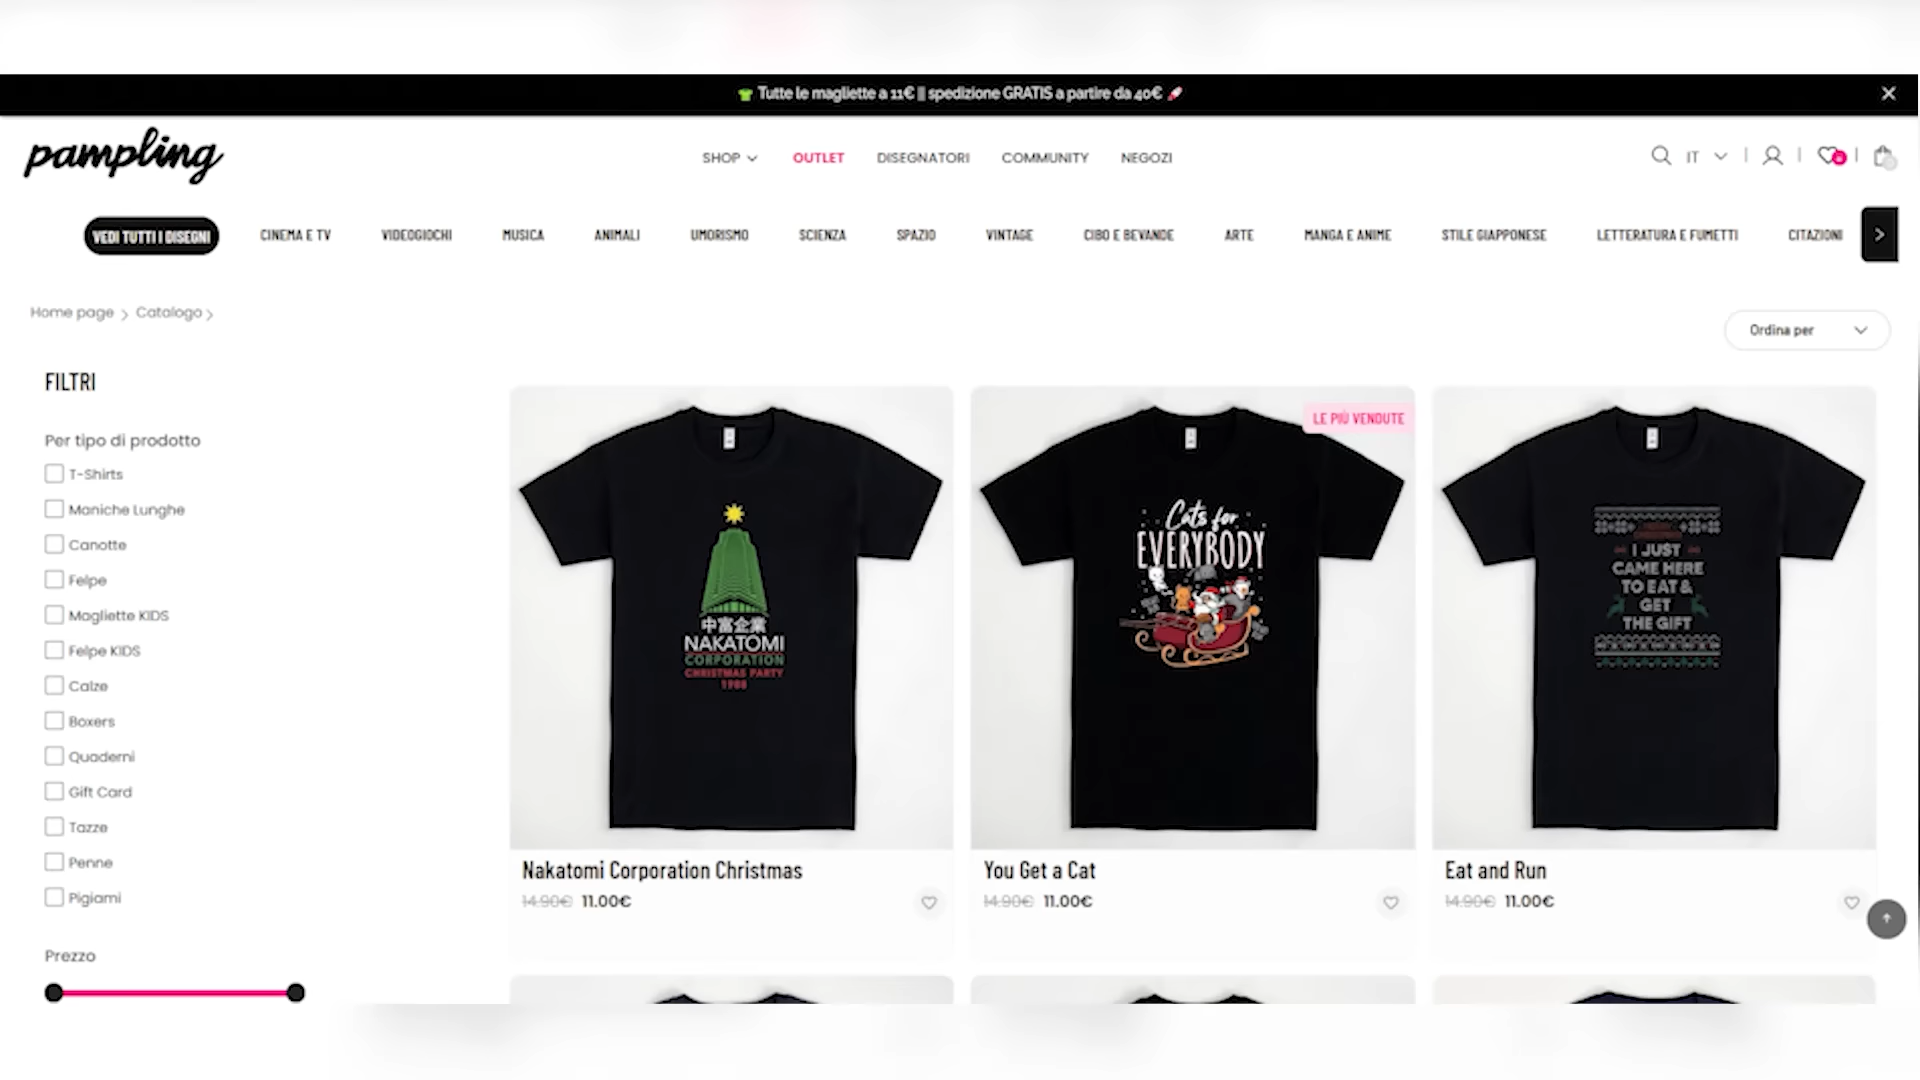 Tutte le magliette a 11€ || spedizione GRATIS a partire da 40€
pampling
SHOP
OUTLET
DISEGNATORI
COMMUNITY
NEGOZI
IT
VEDI TUTTI I DISEGNI
CINEMA E TV
VIDEOGIOCHI
MUSICA
ANIMALI
UMORISMO
SCIENZA
SPAZIO
VINTAGE
CIBO E BEVANDE
ARTE
MANGA E ANIME
STILE GIAPPONESE
LETTERATURA E FUMETTI
CITAZIONI
Home page
Catalogo
Ordina per
FILTRI
Per tipo di prodotto
T-Shirts
Maniche Lunghe
Canotte
Felpe
Magliette KIDS
Felpe KIDS
Calze
Boxers
Quaderni
Gift Card
Tazze
Penne
Pigiami
Prezzo
中富企業
NAKATOMI
CORPORATION
CHRISTMAS PARTY
1988
Nakatomi Corporation Christmas
14.90€ 11.00€
LE PIÙ VENDUTE
Cats for
EVERYBODY
You Get a Cat
14.90€ 11.00€
I JUST
CAME HERE
TO EAT &
GET
THE GIFT
Eat and Run
14.90€ 11.00€